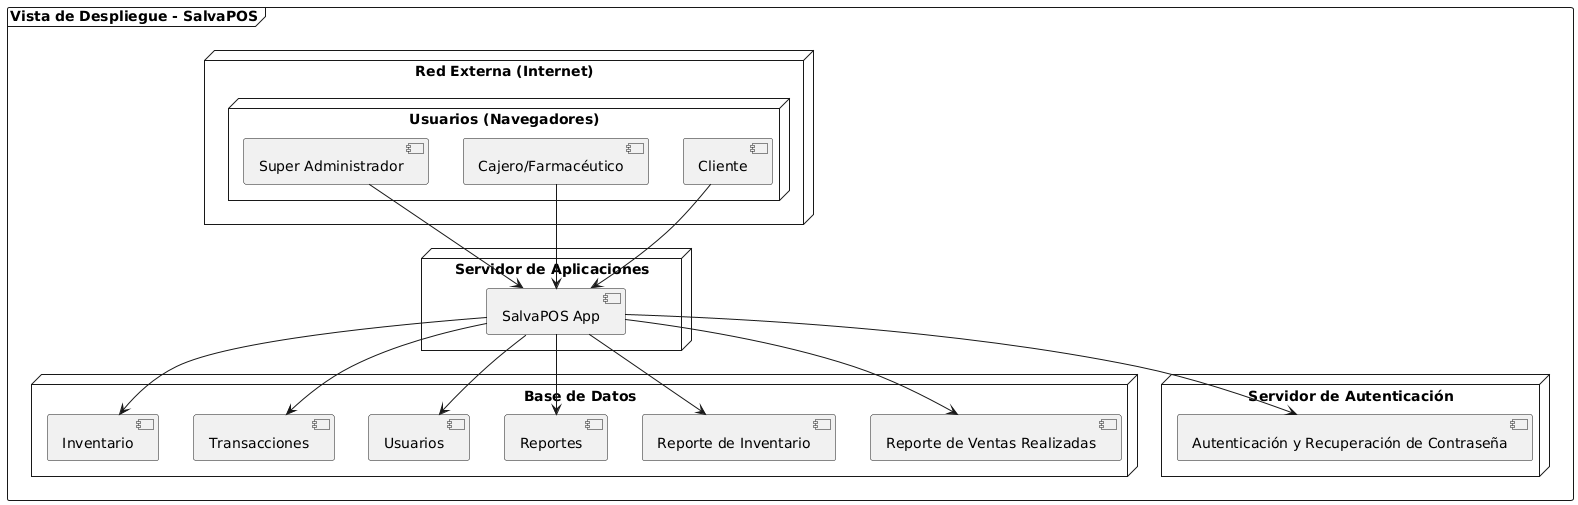 Vista de Despliegue - SalvaPOS
Red Externa (Internet)
Usuarios (Navegadores)
Super Administrador
Cajero/Farmacéutico
Cliente
Servidor de Aplicaciones
SalvaPOS App
Base de Datos
Servidor de Autenticación
Inventario
Transacciones
Usuarios
Reportes
Reporte de Inventario
Reporte de Ventas Realizadas
Autenticación y Recuperación de Contraseña